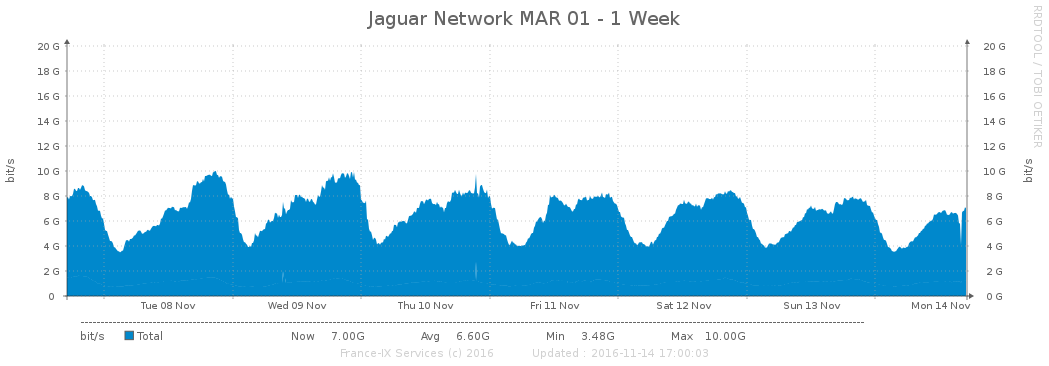 Jaguar Network MAR 01 - 1 Week
RRDTOOL / TOBI OETIKER
bit/s
20 G
18 G
16 G
14 G
12 G
10 G
8 G
6 G
4 G
2 G
0
20 G
18 G
16 G
14 G
12 G
10 G
8 G
6 G
4 G
2 G
0 G
bit/s
Tue 08 Nov Wed 09 Nov Thu 10 Nov Fri 11 Nov Sat 12 Nov Sun 13 Nov Mon 14 Nov
bit/s Total Now 7.00G Avg 6.60G Min 3.48G Max 10.00G
France-IX Services (c) 2016 Updated : 2016-11-14 17:00:03